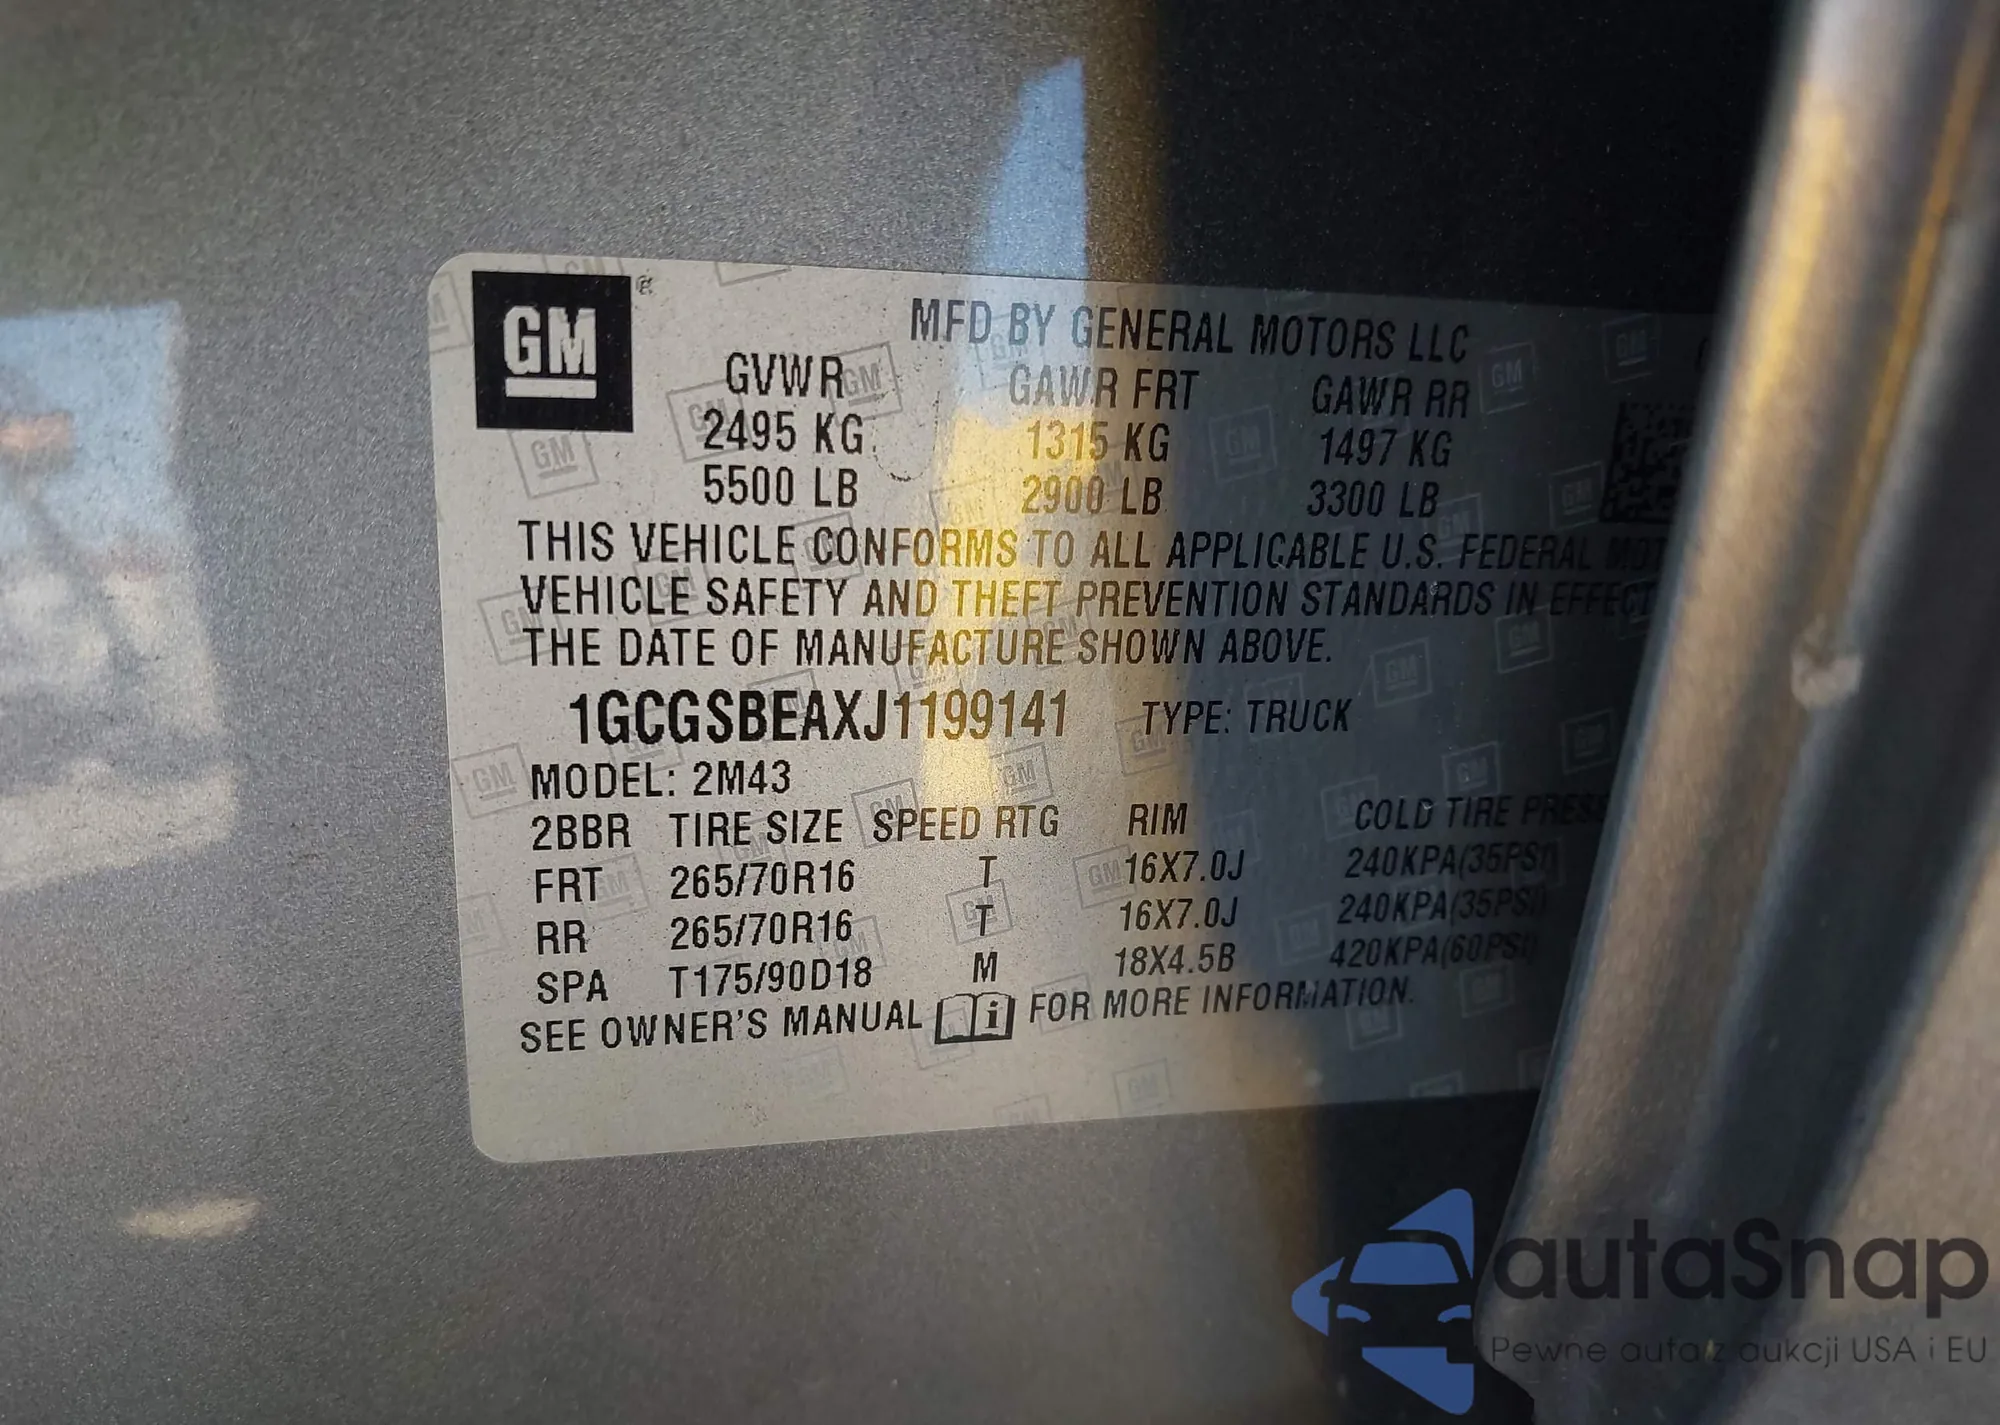 GM
MFD BY GENERAL MOTORS LLC
GVWR GAWR FRT GAWR RR
2495 KG 1315 KG 1497 KG
5500 LB 2900 LB 3300 LB
THIS VEHICLE CONFORMS TO ALL APPLICABLE U.S. FEDERAL
VEHICLE SAFETY AND THEFT PREVENTION STANDARDS IN EFFECT
THE DATE OF MANUFACTURE SHOWN ABOVE.
1GCGSBEAXJ1199141 TYPE: TRUCK
MODEL: 2M43
2BBR TIRE SIZE SPEED RTG RIM COLD TIRE PRESS
FRT 265/70R16 T 16X7.0J 240KPA(35PSI)
RR 265/70R16 T 16X7.0J 240KPA(35PSI)
SPA T175/90D18 M 18X4.5B 420KPA(60PSI)
SEE OWNER'S MANUAL FOR MORE INFORMATION.
autaSnap
Pewne auta z aukcji USA i EU